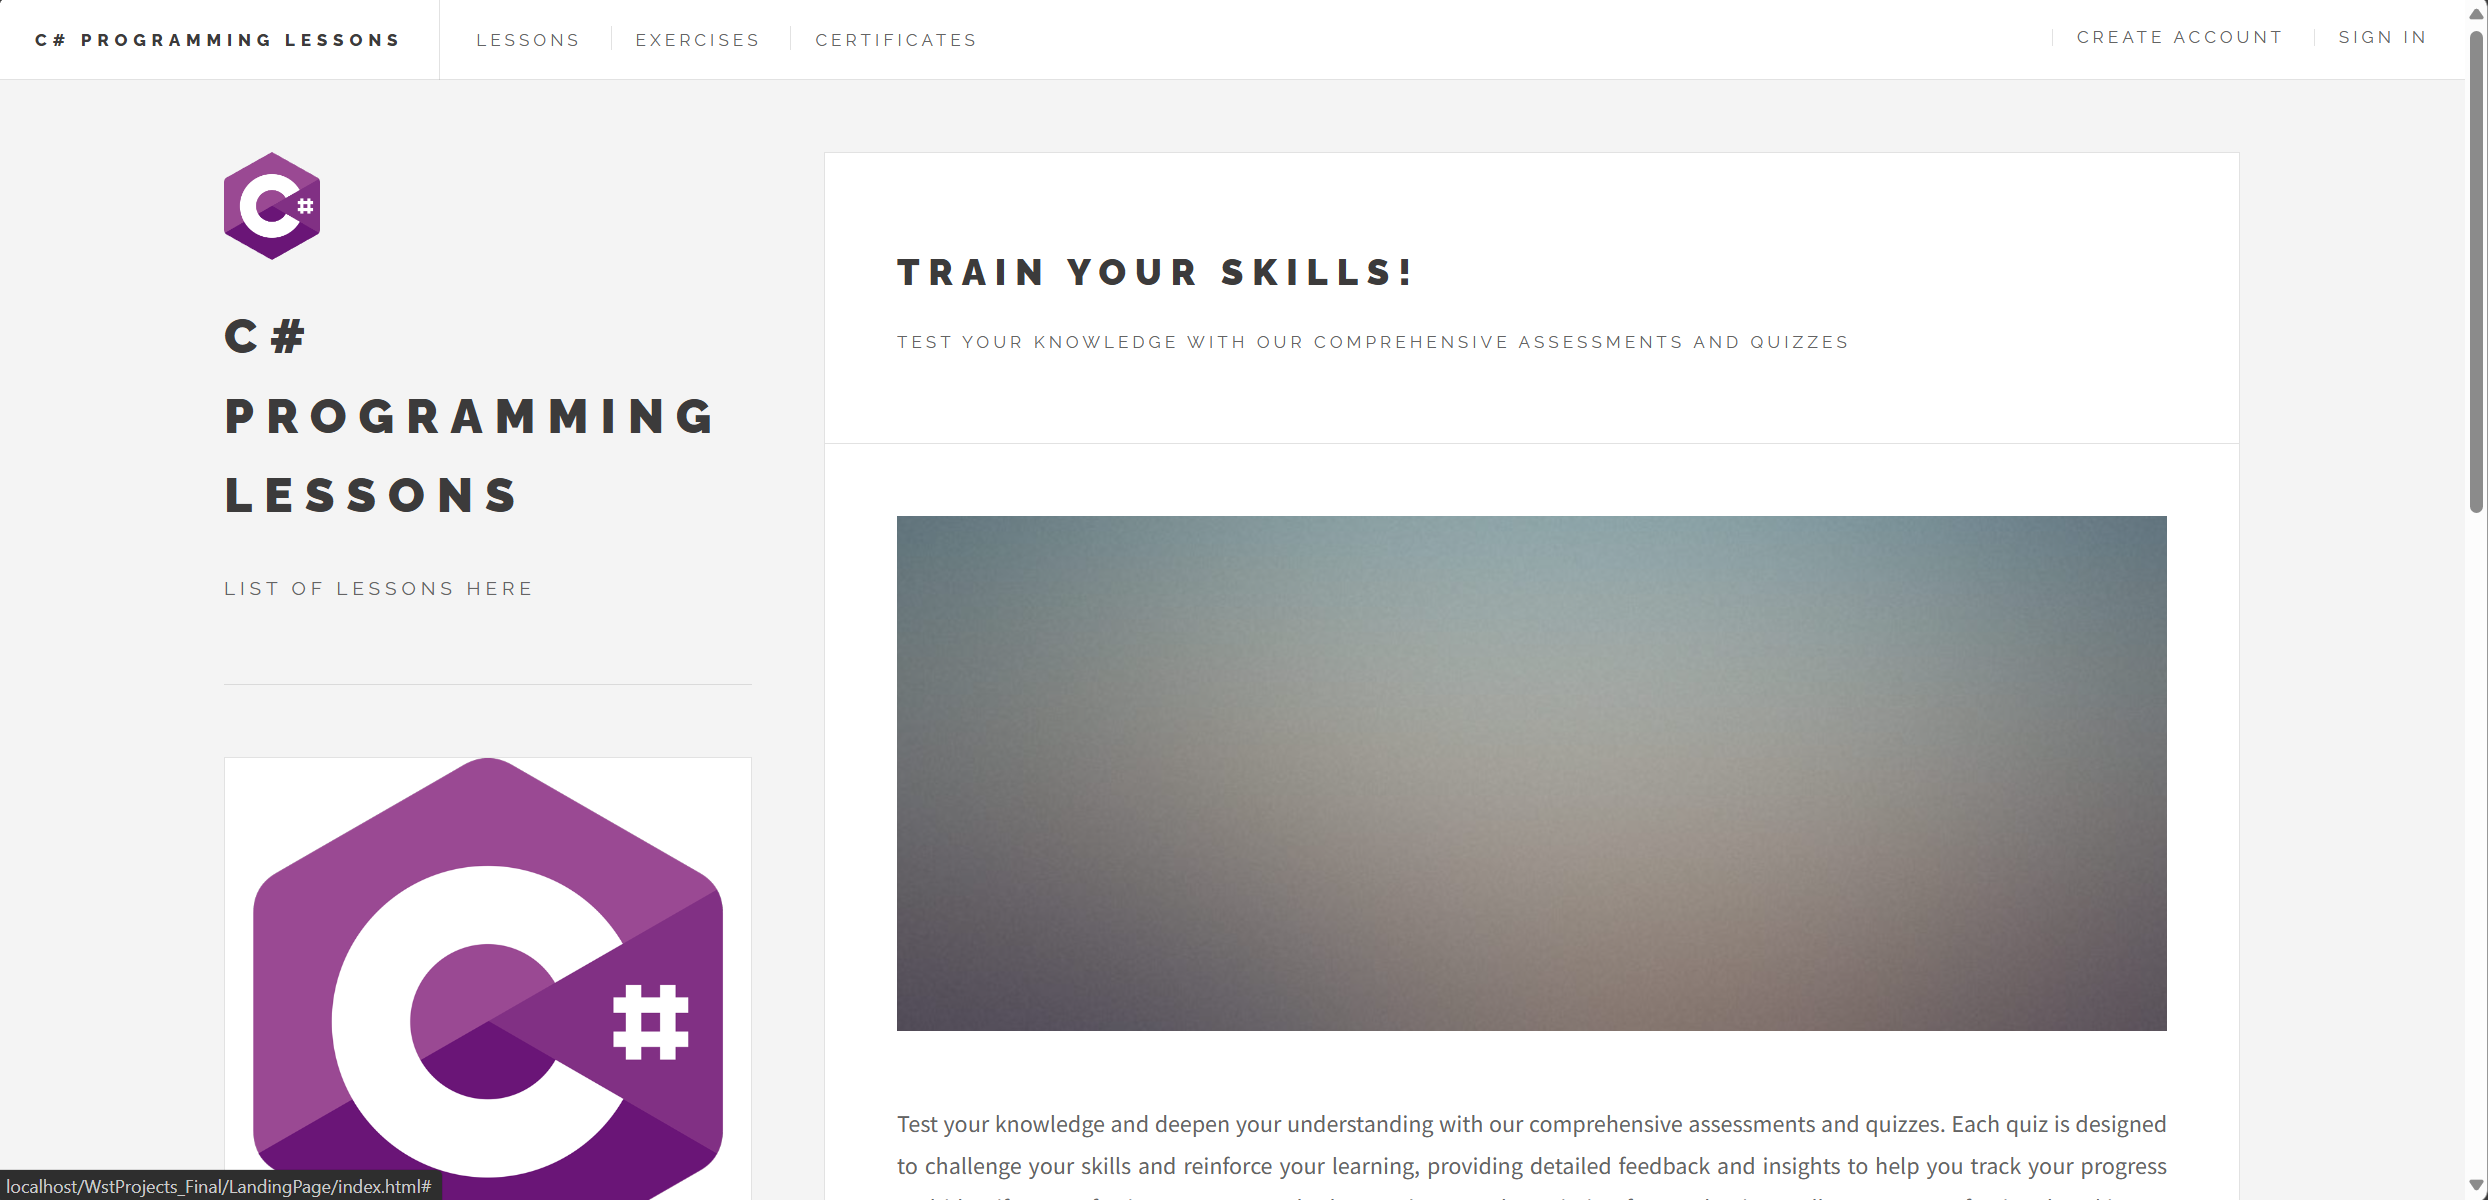 C# PROGRAMMING LESSONS
LESSONS
EXERCISES
CERTIFICATES
CREATE ACCOUNT
SIGN IN
C#
PROGRAMMING
LESSONS
LIST OF LESSONS HERE
#
TRAIN YOUR SKILLS!
TEST YOUR KNOWLEDGE WITH OUR COMPREHENSIVE ASSESSMENTS AND QUIZZES
Test your knowledge and deepen your understanding with our comprehensive assessments and quizzes. Each quiz is designed
to challenge your skills and reinforce your learning, providing detailed feedback and insights to help you track your progress
localhost/WstProjects_Final/LandingPage/index.html#